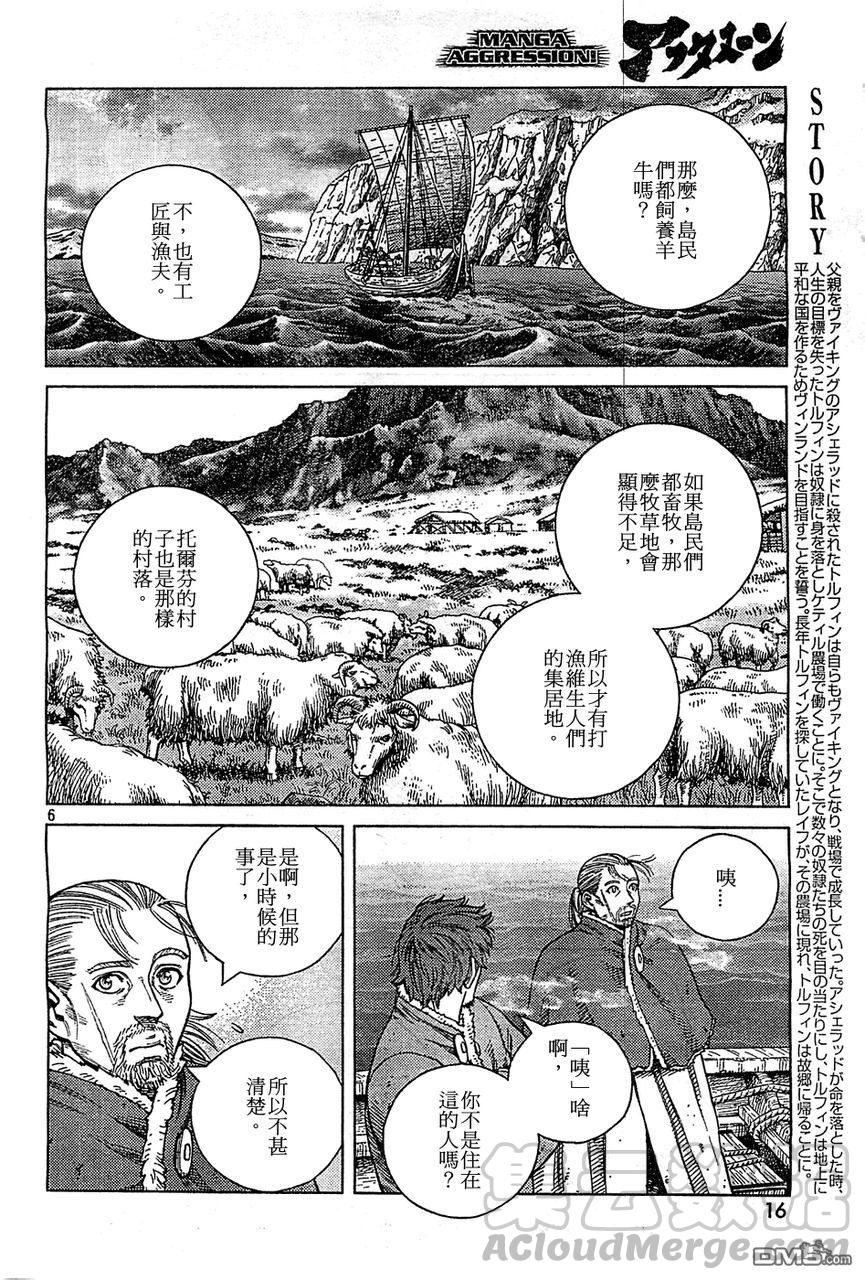 MANGA
AGGRESSION!
アフタヌーン
STORY
父親をヴァイキングのアシェラッドに殺されたトルフィンは自らもヴァイキングとなり、戦場で成長していった。アシェラッドが命を落とした時、
人生の目標を失ったトルフィンは奴隷に身を落としケティル農場で働くことに。そこで数々の奴隷たちの死を目の当たりにし、トルフィンは地上に
平和な国を作るためヴィンランドを目指すことを誓う。長年トルフィンを探していたレイフが、その農場に現れ、トルフィンは故郷に帰ることに。
那麼，島民
們都飼養羊
牛嗎？
不，也有工
匠與漁夫。
如果島民們
都畜牧，那
麼牧草地會
顯得不足，
所以才有打
漁維生人們
的集居地。
托爾芬的村
子也是那樣
的村落。
6
咦…
「咦」啥
啊，
你不是住在
這的人嗎？
是啊，但那
是小時候的
事了，
所以不甚
清楚。
16
集云数据
AcloudMerge.com
DM5.com